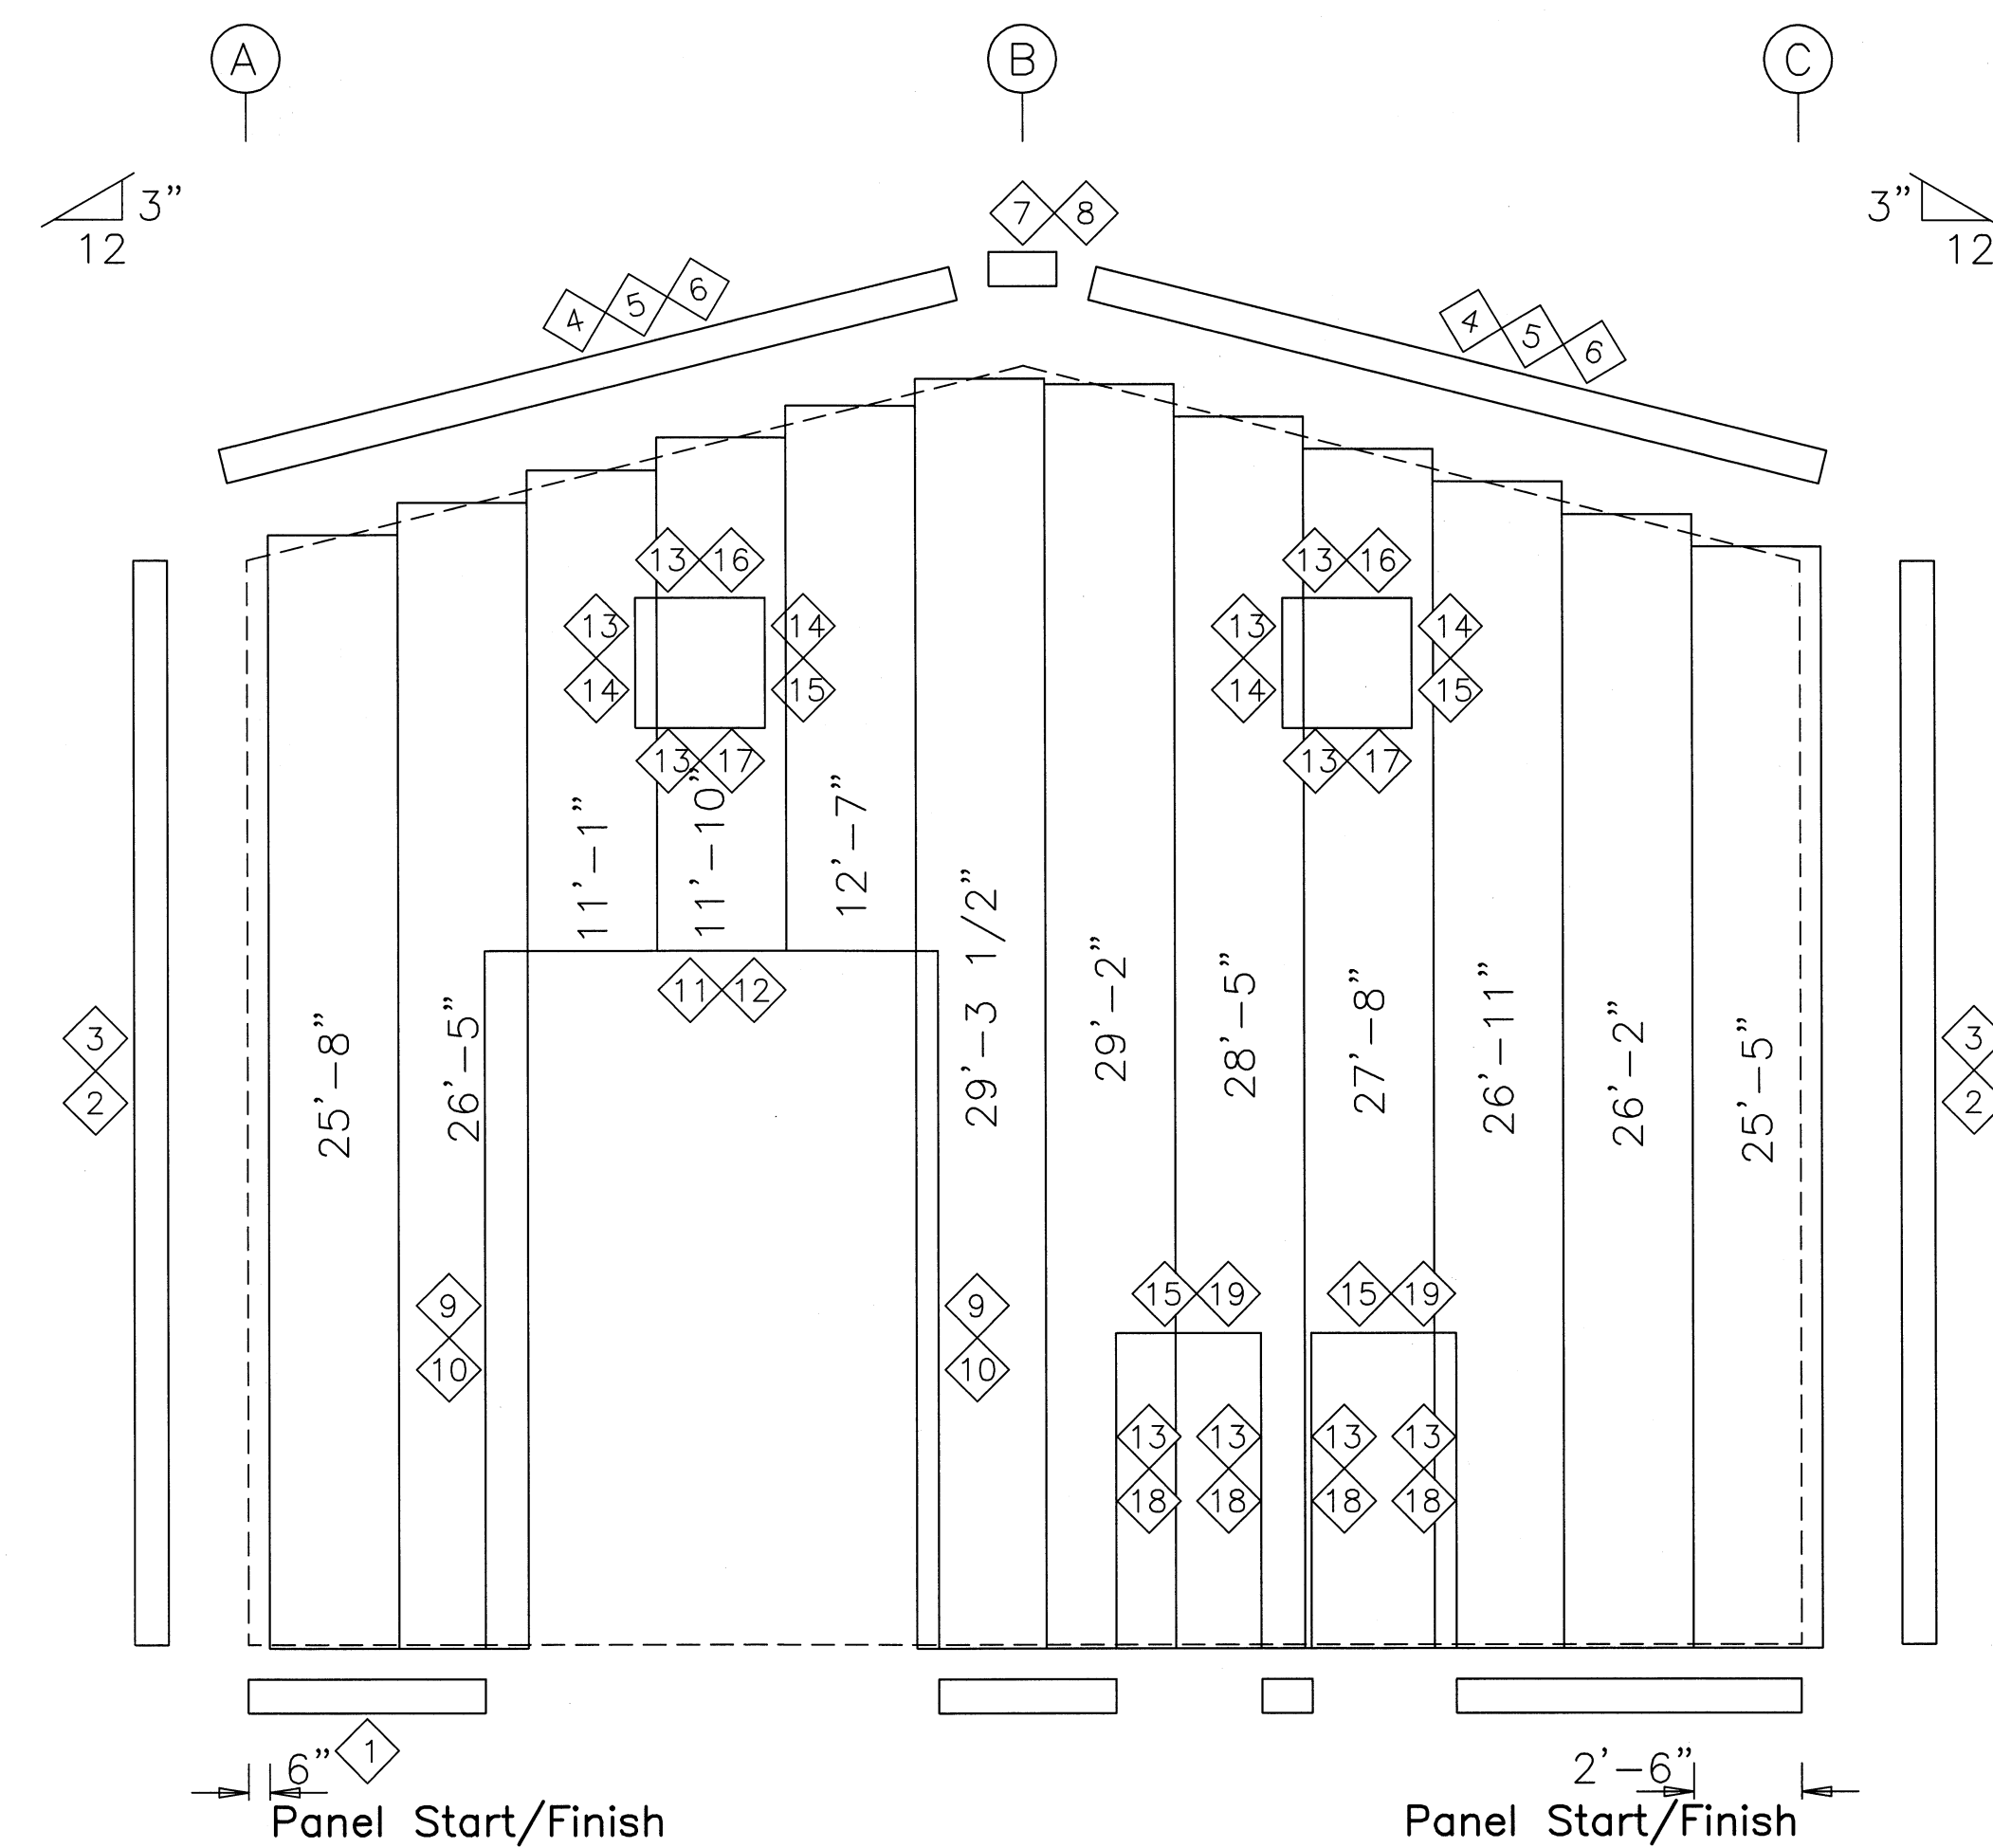 A B C
3" 3"
12 12
7 8
4 5 6 4 5 6
13 16 13 16
13 14 13 14
14 15 14 15
13 17 13 17
11'-1" 11'-10" 12'-7"
11 12
25'-8" 26'-5" 29'-3 1/2" 29'-2" 28'-5" 27'-8" 26'-11" 26'-2" 25'-5"
3 3
2 2
9 9 15 19 15 19
10 10
13 13 13 13
18 18 18 18
1
6" 2'-6"
Panel Start/Finish Panel Start/Finish